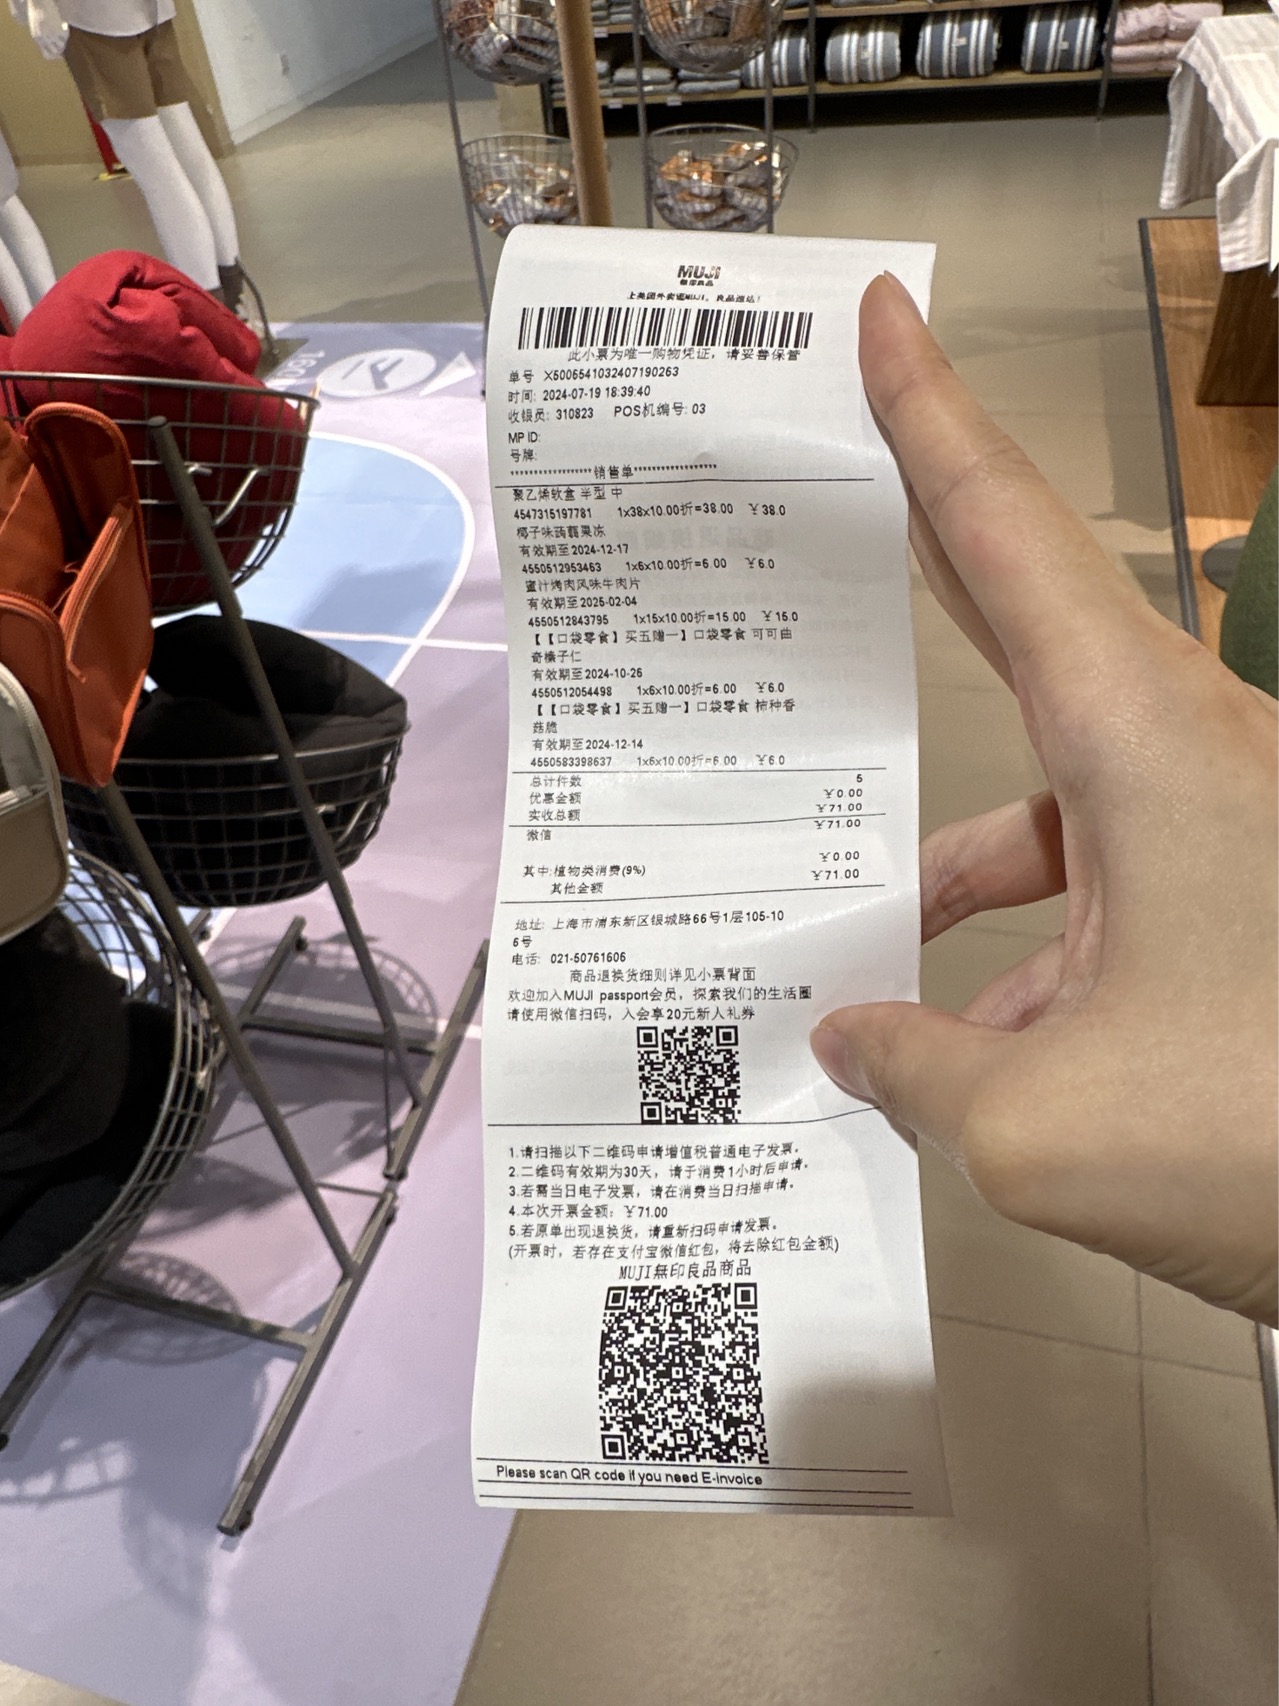 MUJI
無印良品
上美团外卖逛MUJI，良品速达！
此小票为唯一购物凭证，请妥善保管
单号 X5006541032407190263
时间: 2024-07-19 18:39:40
收银员: 310823 POS机编号: 03
MP ID:
号牌:
******************销售单******************
聚乙烯软盒 半型 中
4547315197781 1x38x10.00折=38.00 ￥38.0
椰子味蒟蒻果冻
有效期至2024-12-17
4550512953463 1x6x10.00折=6.00 ￥6.0
蜜汁烤肉风味牛肉片
有效期至2025-02-04
4550512843795 1x15x10.00折=15.00 ￥15.0
【【口袋零食】买五赠一】口袋零食 可可曲
奇榛子仁
有效期至2024-10-26
4550512054498 1x6x10.00折=6.00 ￥6.0
【【口袋零食】买五赠一】口袋零食 柿种香
菇脆
有效期至2024-12-14
4550583398637 1x6x10.00折=6.00 ￥6.0
总计件数 5
优惠金额 ￥0.00
实收总额 ￥71.00
微信 ￥71.00
其中:植物类消费(9%) ￥0.00
其他金额 ￥71.00
地址: 上海市浦东新区银城路66号1层105-10
6号
电话: 021-50761606
商品退换货细则详见小票背面
欢迎加入MUJI passport会员，探索我们的生活圈
请使用微信扫码，入会享20元新人礼券
1.请扫描以下二维码申请增值税普通电子发票。
2.二维码有效期为30天，请于消费1小时后申请。
3.若需当日电子发票，请在消费当日扫描申请。
4.本次开票金额: ￥71.00
5.若原单出现退换货，请重新扫码申请发票。
(开票时，若存在支付宝微信红包，将去除红包金额)
MUJI無印良品商品
Please scan QR code if you need E-invoice